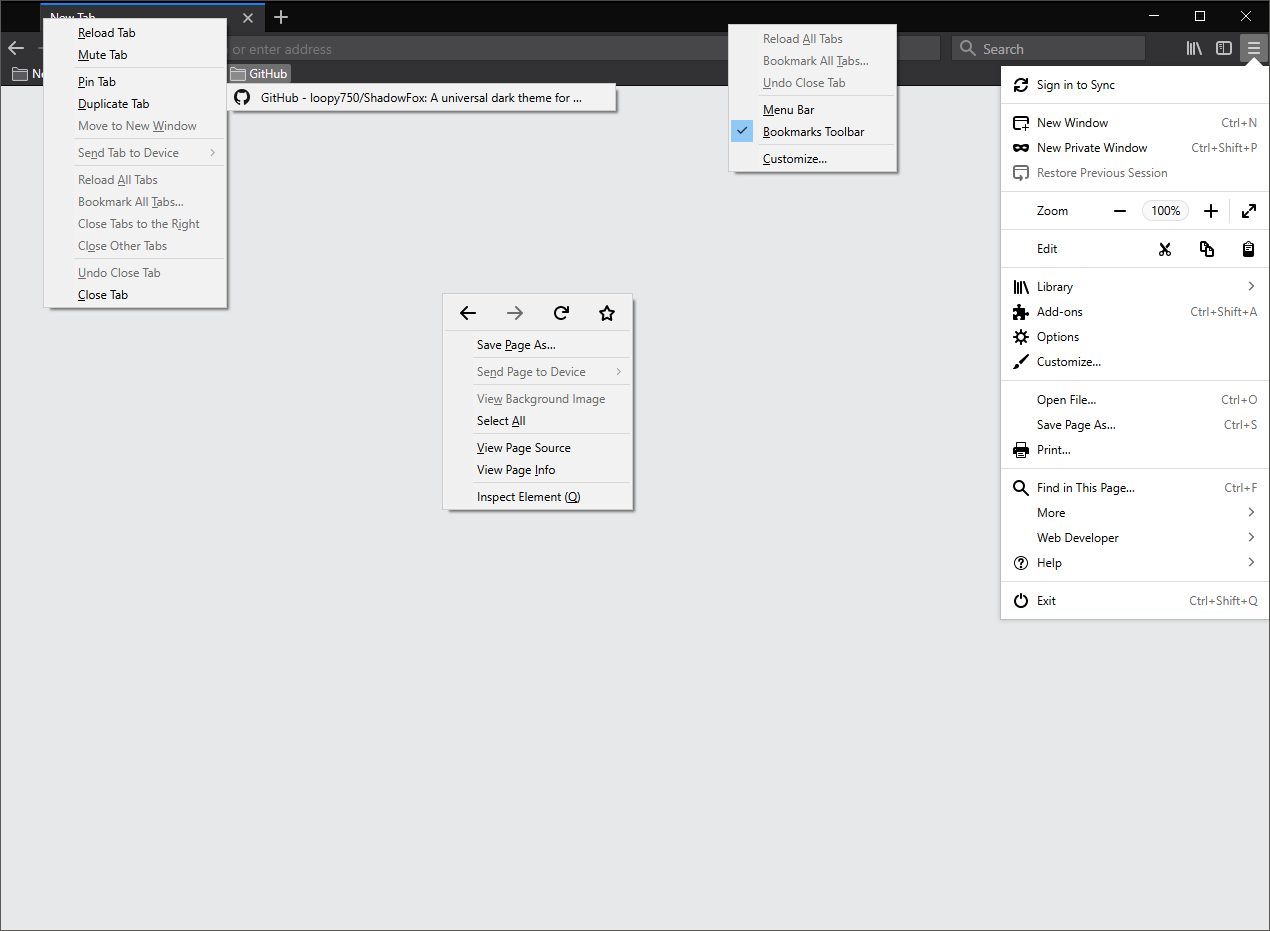 New Tab
or enter address
Search
GitHub
Reload Tab
Mute Tab
Pin Tab
Duplicate Tab
Move to New Window
Send Tab to Device
Reload All Tabs
Bookmark All Tabs...
Close Tabs to the Right
Close Other Tabs
Undo Close Tab
Close Tab
GitHub - loopy750/ShadowFox: A universal dark theme for ...
Save Page As...
Send Page to Device
View Background Image
Select All
View Page Source
View Page Info
Inspect Element (Q)
Reload All Tabs
Bookmark All Tabs...
Undo Close Tab
Menu Bar
Bookmarks Toolbar
Customize...
Sign in to Sync
New Window Ctrl+N
New Private Window Ctrl+Shift+P
Restore Previous Session
Zoom 100%
Edit
Library
Add-ons Ctrl+Shift+A
Options
Customize...
Open File... Ctrl+O
Save Page As... Ctrl+S
Print...
Find in This Page... Ctrl+F
More
Web Developer
Help
Exit Ctrl+Shift+Q